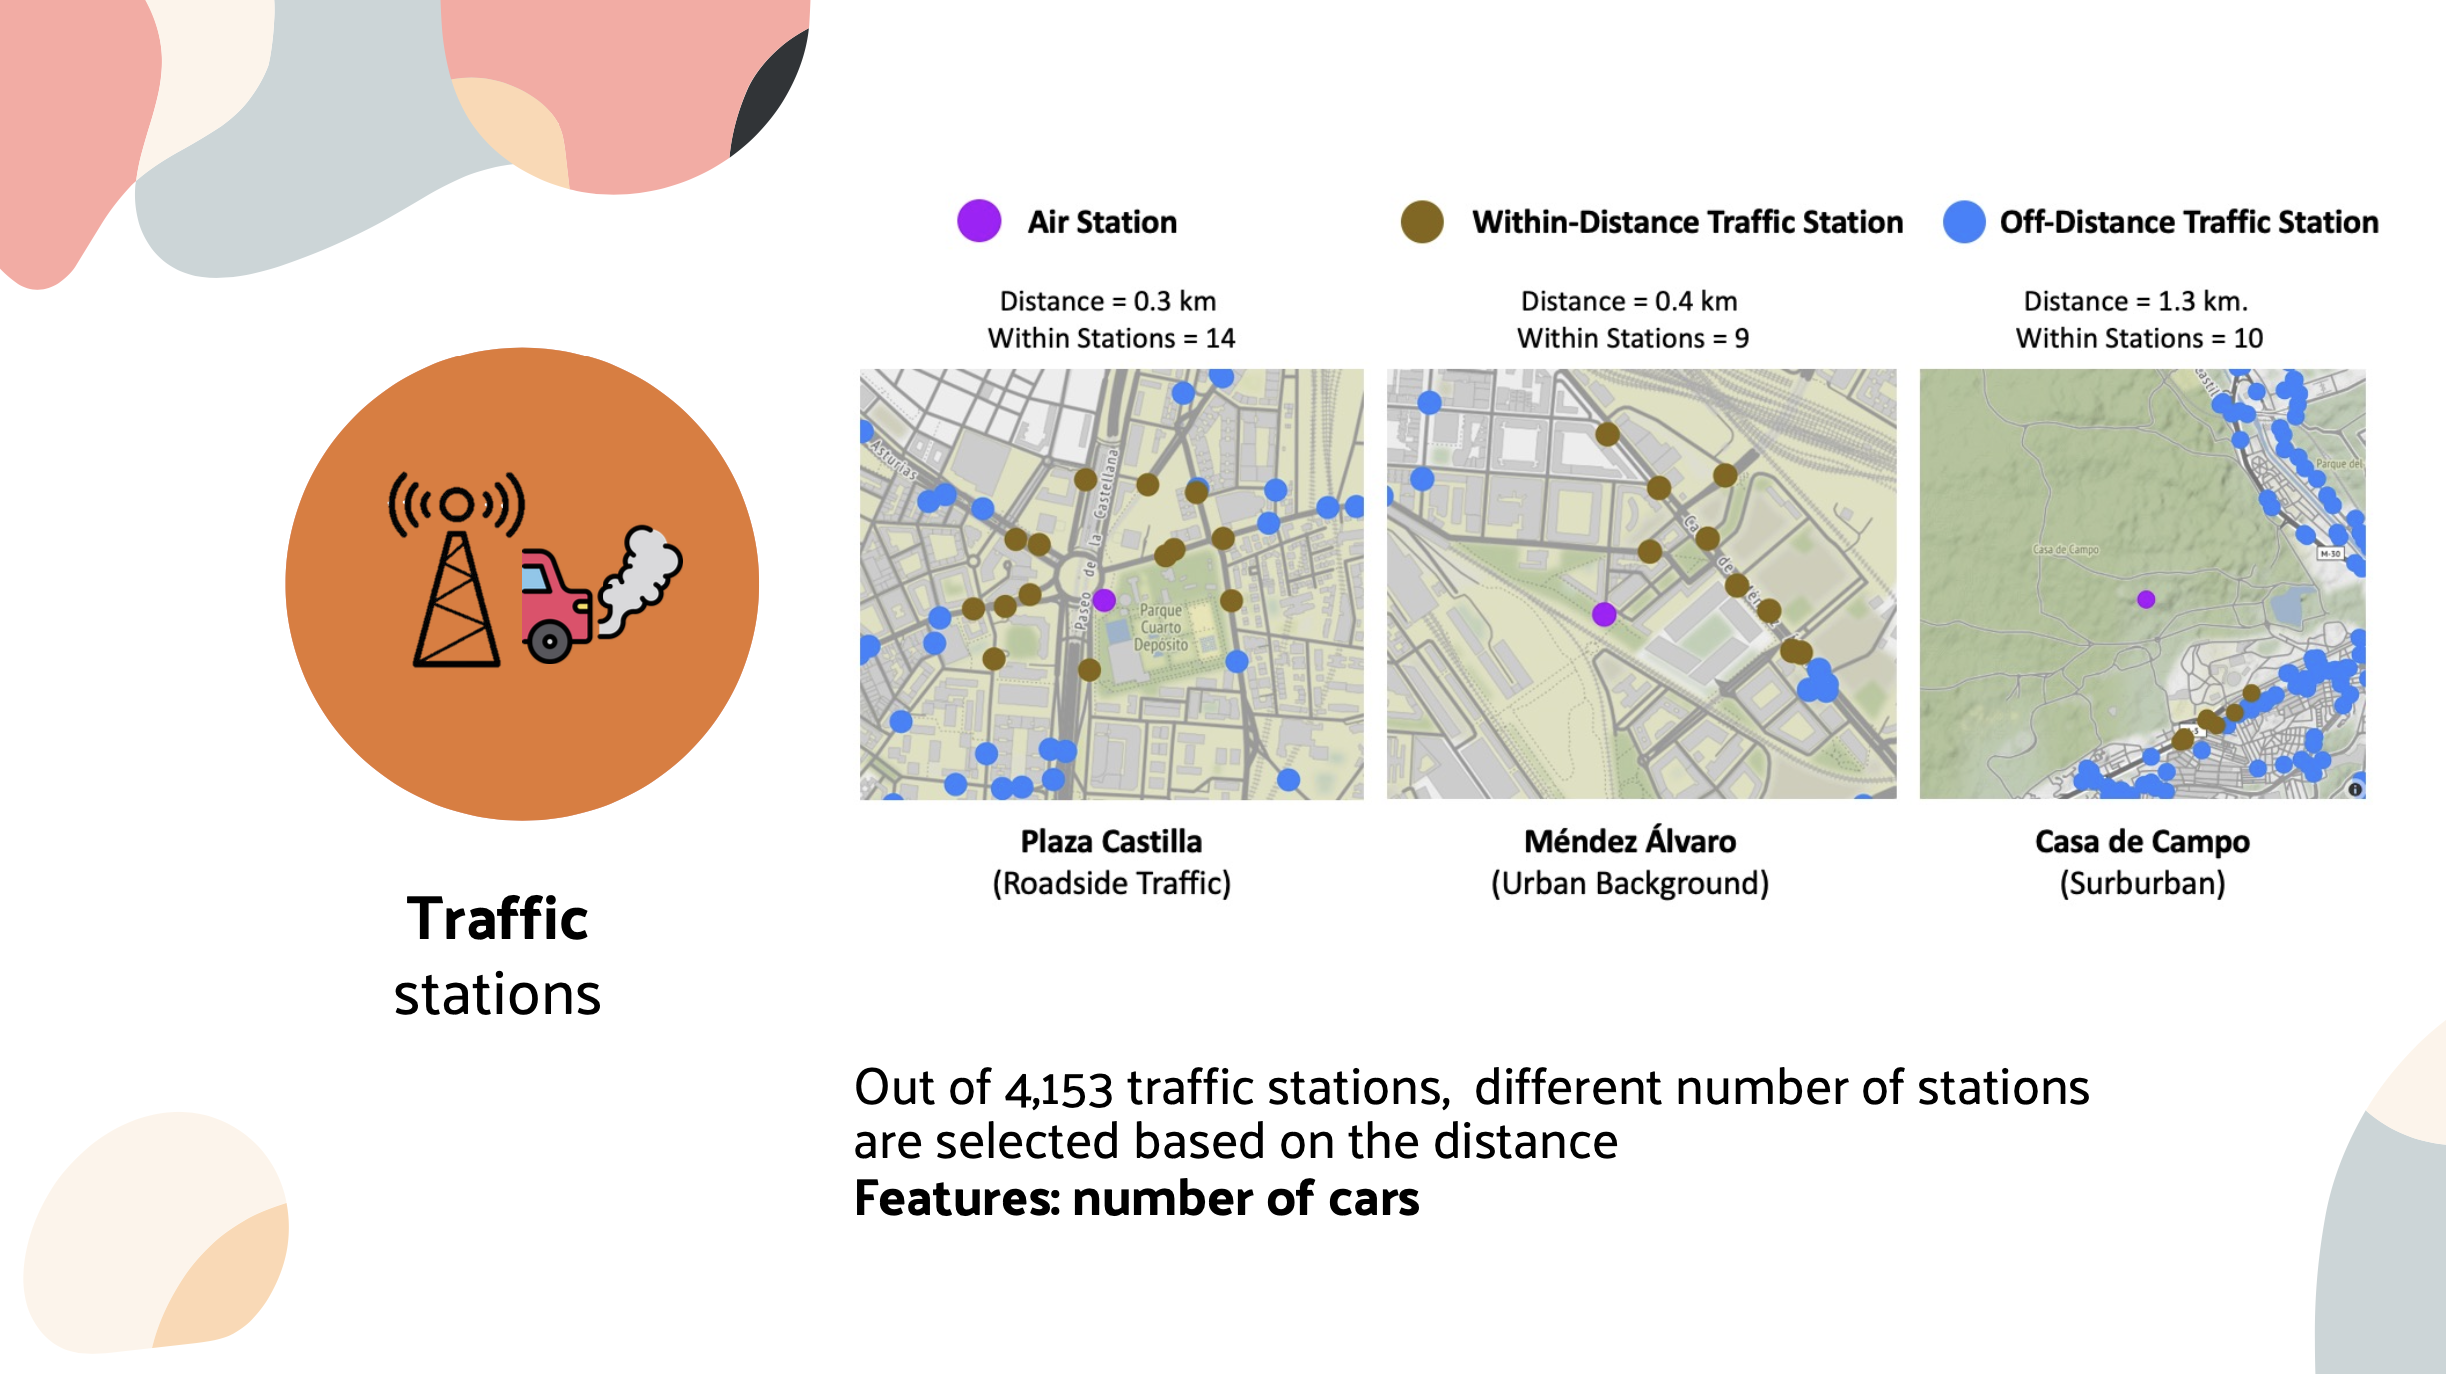 Air Station
Within-Distance Traffic Station
Off-Distance Traffic Station
Distance = 0.3 km
Within Stations = 14
Distance = 0.4 km
Within Stations = 9
Distance = 1.3 km.
Within Stations = 10
Asturias
Paseo de la Castellana
Parque
Cuarto
Deposito
Casa de Campo
Parque del
M-30
Plaza Castilla
(Roadside Traffic)
Méndez Álvaro
(Urban Background)
Casa de Campo
(Surburban)
Traffic
stations
Out of 4,153 traffic stations,  different number of stations
are selected based on the distance
Features: number of cars